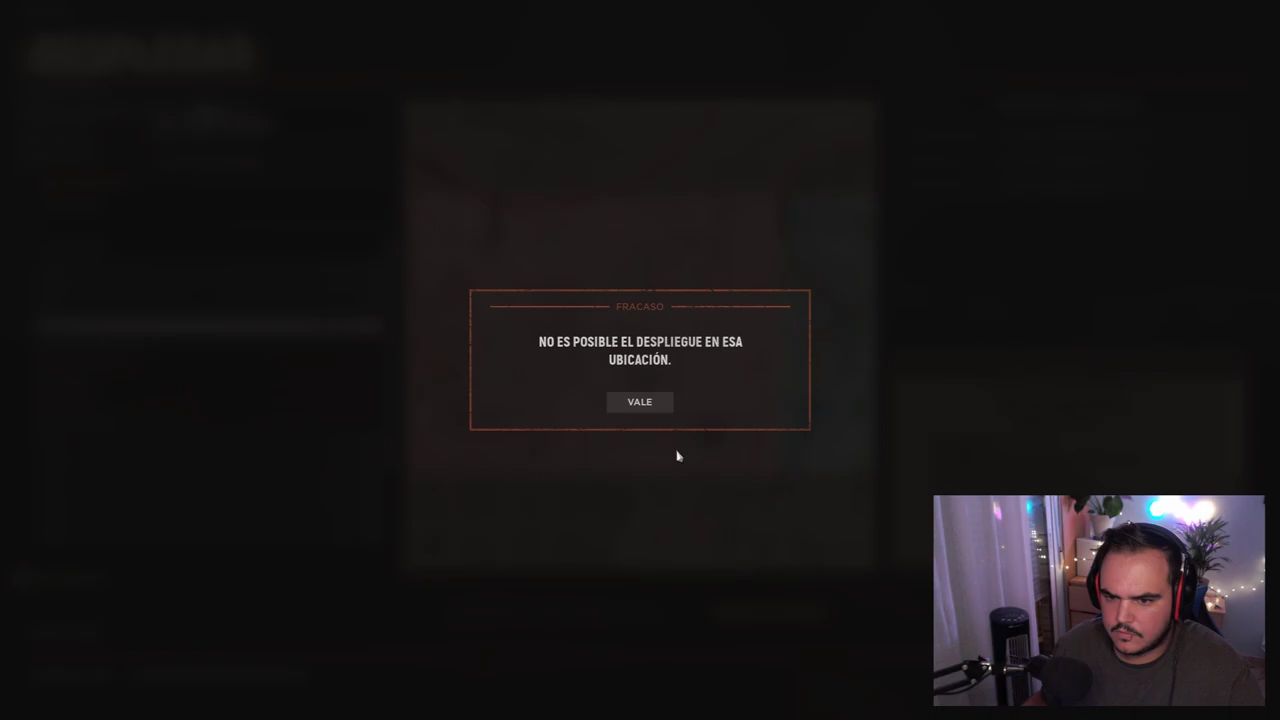 FRACASO
NO ES POSIBLE EL DESPLIEGUE EN ESA
UBICACIÓN.
VALE